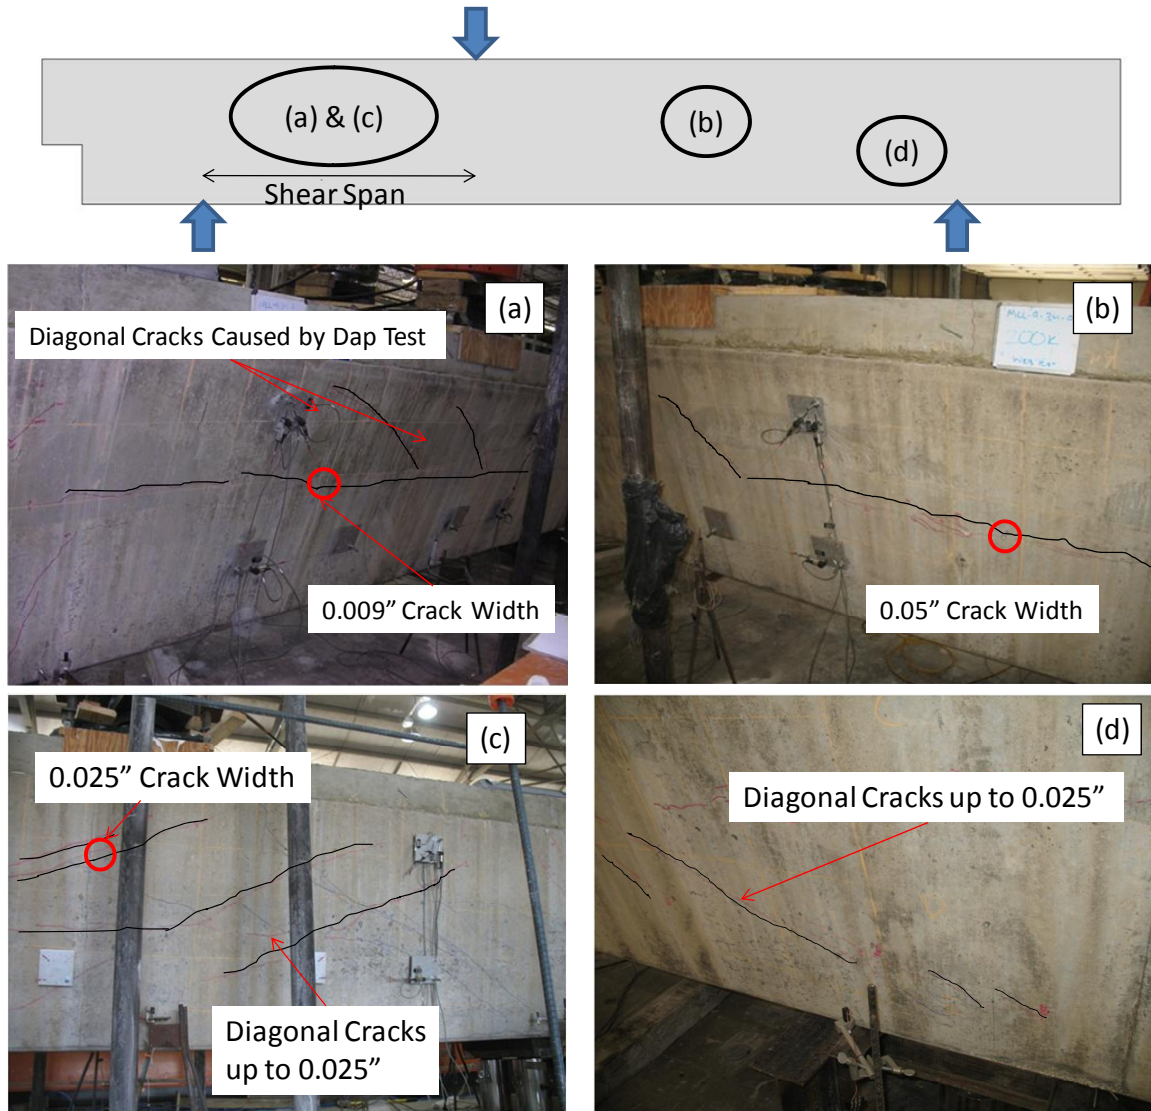 (a) & (c)
(b)
(d)
Shear Span
(a)
Diagonal Cracks Caused by Dap Test
0.009” Crack Width
(b)
200K
0.05” Crack Width
(c)
0.025” Crack Width
Diagonal Cracks
up to 0.025”
(d)
Diagonal Cracks up to 0.025”